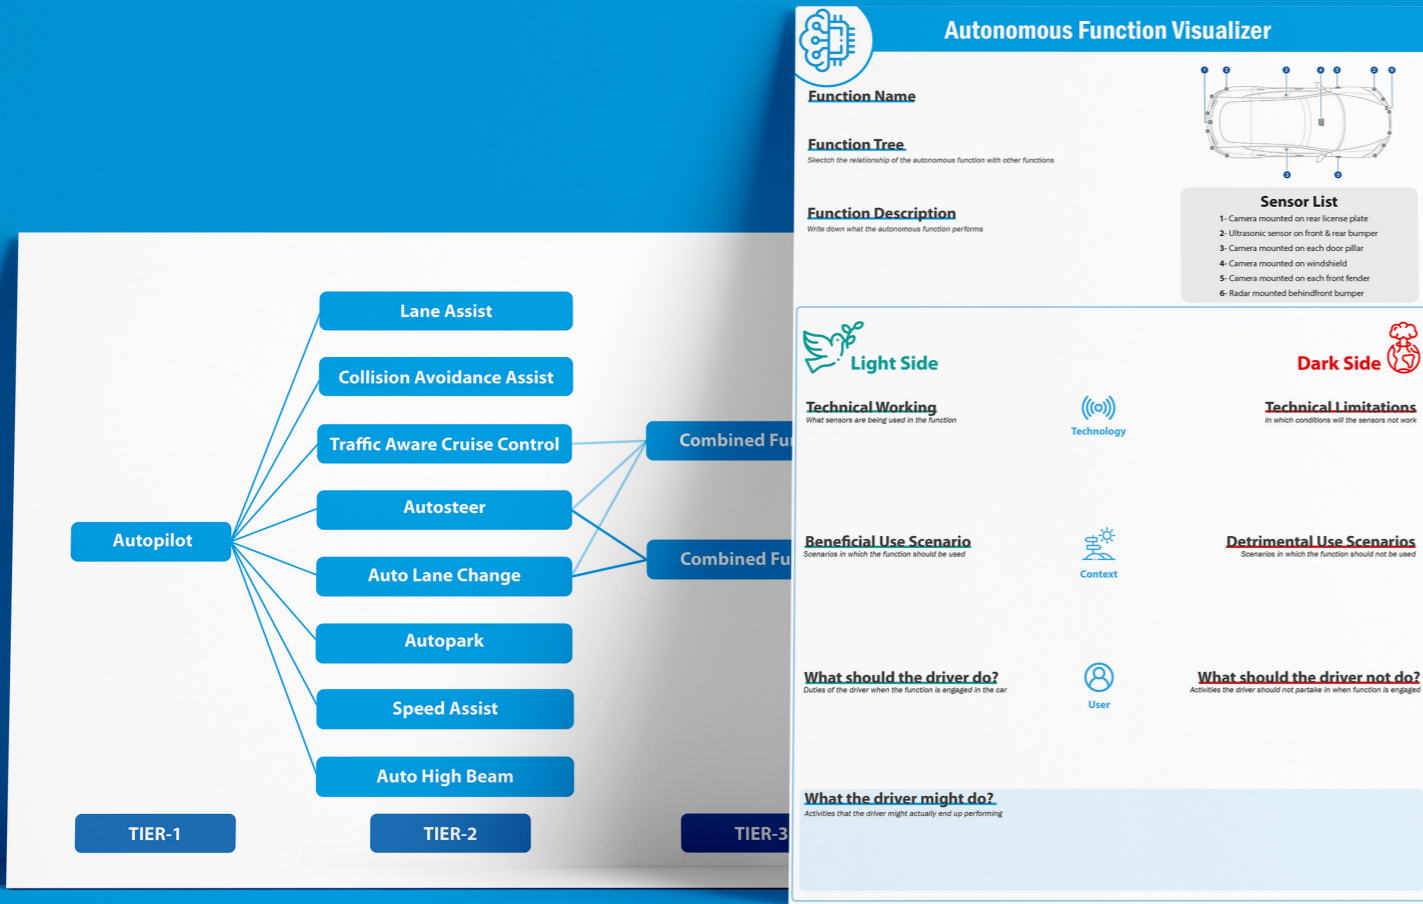 Lane Assist
Collision Avoidance Assist
Traffic Aware Cruise Control
Autosteer
Autopilot
Auto Lane Change
Autopark
Speed Assist
Auto High Beam
Combined
Combined
TIER-1
TIER-2
TIER-3
Autonomous Function Visualizer
Function Name
Function Tree
Skectch the relationship of the autonomous function with other functions
Function Description
Write down what the autonomous function performs
1 2 3 4 5 2 6
3 5
Sensor List
1- Camera mounted on rear license plate
2- Ultrasonic sensor on front & rear bumper
3- Camera mounted on each door pillar
4- Camera mounted on windshield
5- Camera mounted on each front fender
6- Radar mounted behindfront bumper
Light Side
Dark Side
Technical Working
What sensors are being used in the function
Technology
Technical Limitations
In which conditions will the sensors not work
Beneficial Use Scenario
Scenarios in which the function should be used
Context
Detrimental Use Scenarios
Scenarios in which the function should not be used
What should the driver do?
Duties of the driver when the function is engaged in the car
User
What should the driver not do?
Activities the driver should not partake in when function is engaged
What the driver might do?
Activities that the driver might actually end up performing